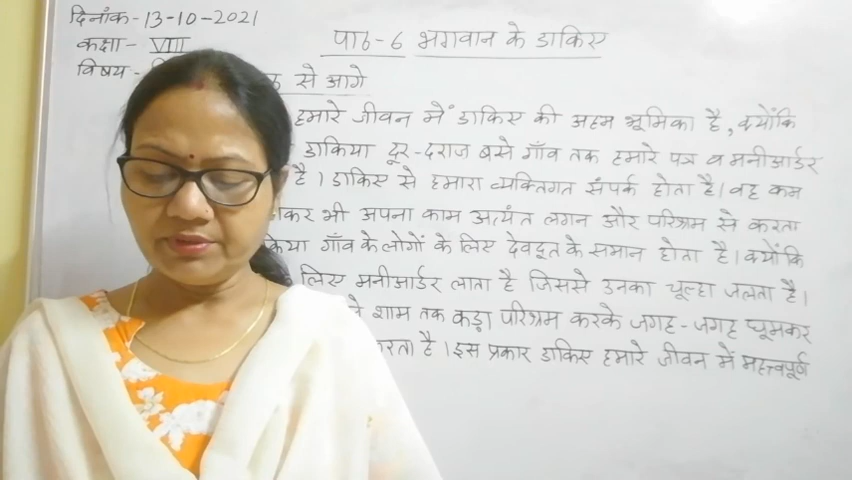 दिनांक-13-10-2021
कक्षा- VIII
पाठ-6 भगवान के डाकिए
विषय-
से आगे
हमारे जीवन में डाकिए की अहम भूमिका है, क्योंकि
डाकिया दूर-दराज बसे गाँव तक हमारे पत्र व मनीआर्डर
है। डाकिए से हमारा व्यक्तिगत संपर्क होता है। वह कम
भी अपना काम अत्यंत लगन और परिश्रम से करता
गाँव के लोगों के लिए देवदूत के समान होता है। क्योंकि
लिए मनीआर्डर लाता है जिससे उनका चूल्हा जलता है।
शाम तक कड़ा परिश्रम करके जगह-जगह घूमकर
है। इस प्रकार डाकिए हमारे जीवन में महत्त्वपूर्ण